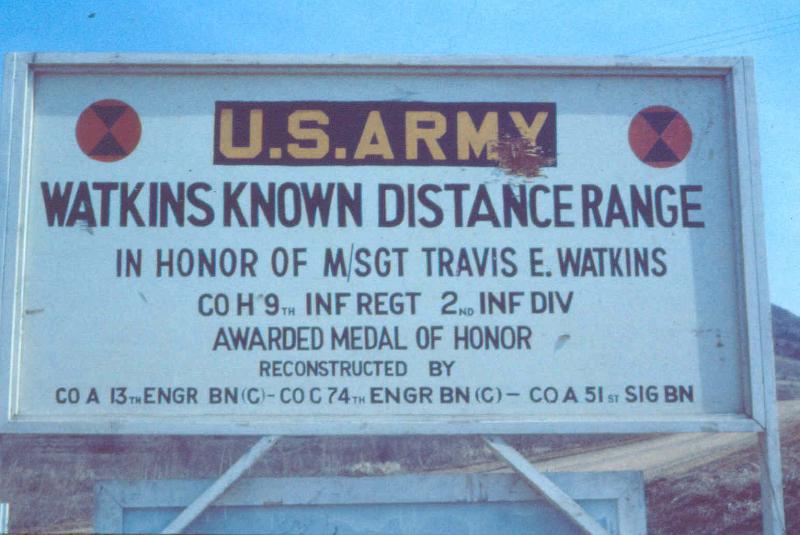 U.S.ARMY
WATKINS KNOWN DISTANCE RANGE
IN HONOR OF M/SGT TRAVIS E. WATKINS
CO H 9TH INF REGT 2ND INF DIV
AWARDED MEDAL OF HONOR
RECONSTRUCTED BY
CO A 13TH ENGR BN(C)-CO C 74TH ENGR BN(C)- CO A 51ST SIG BN